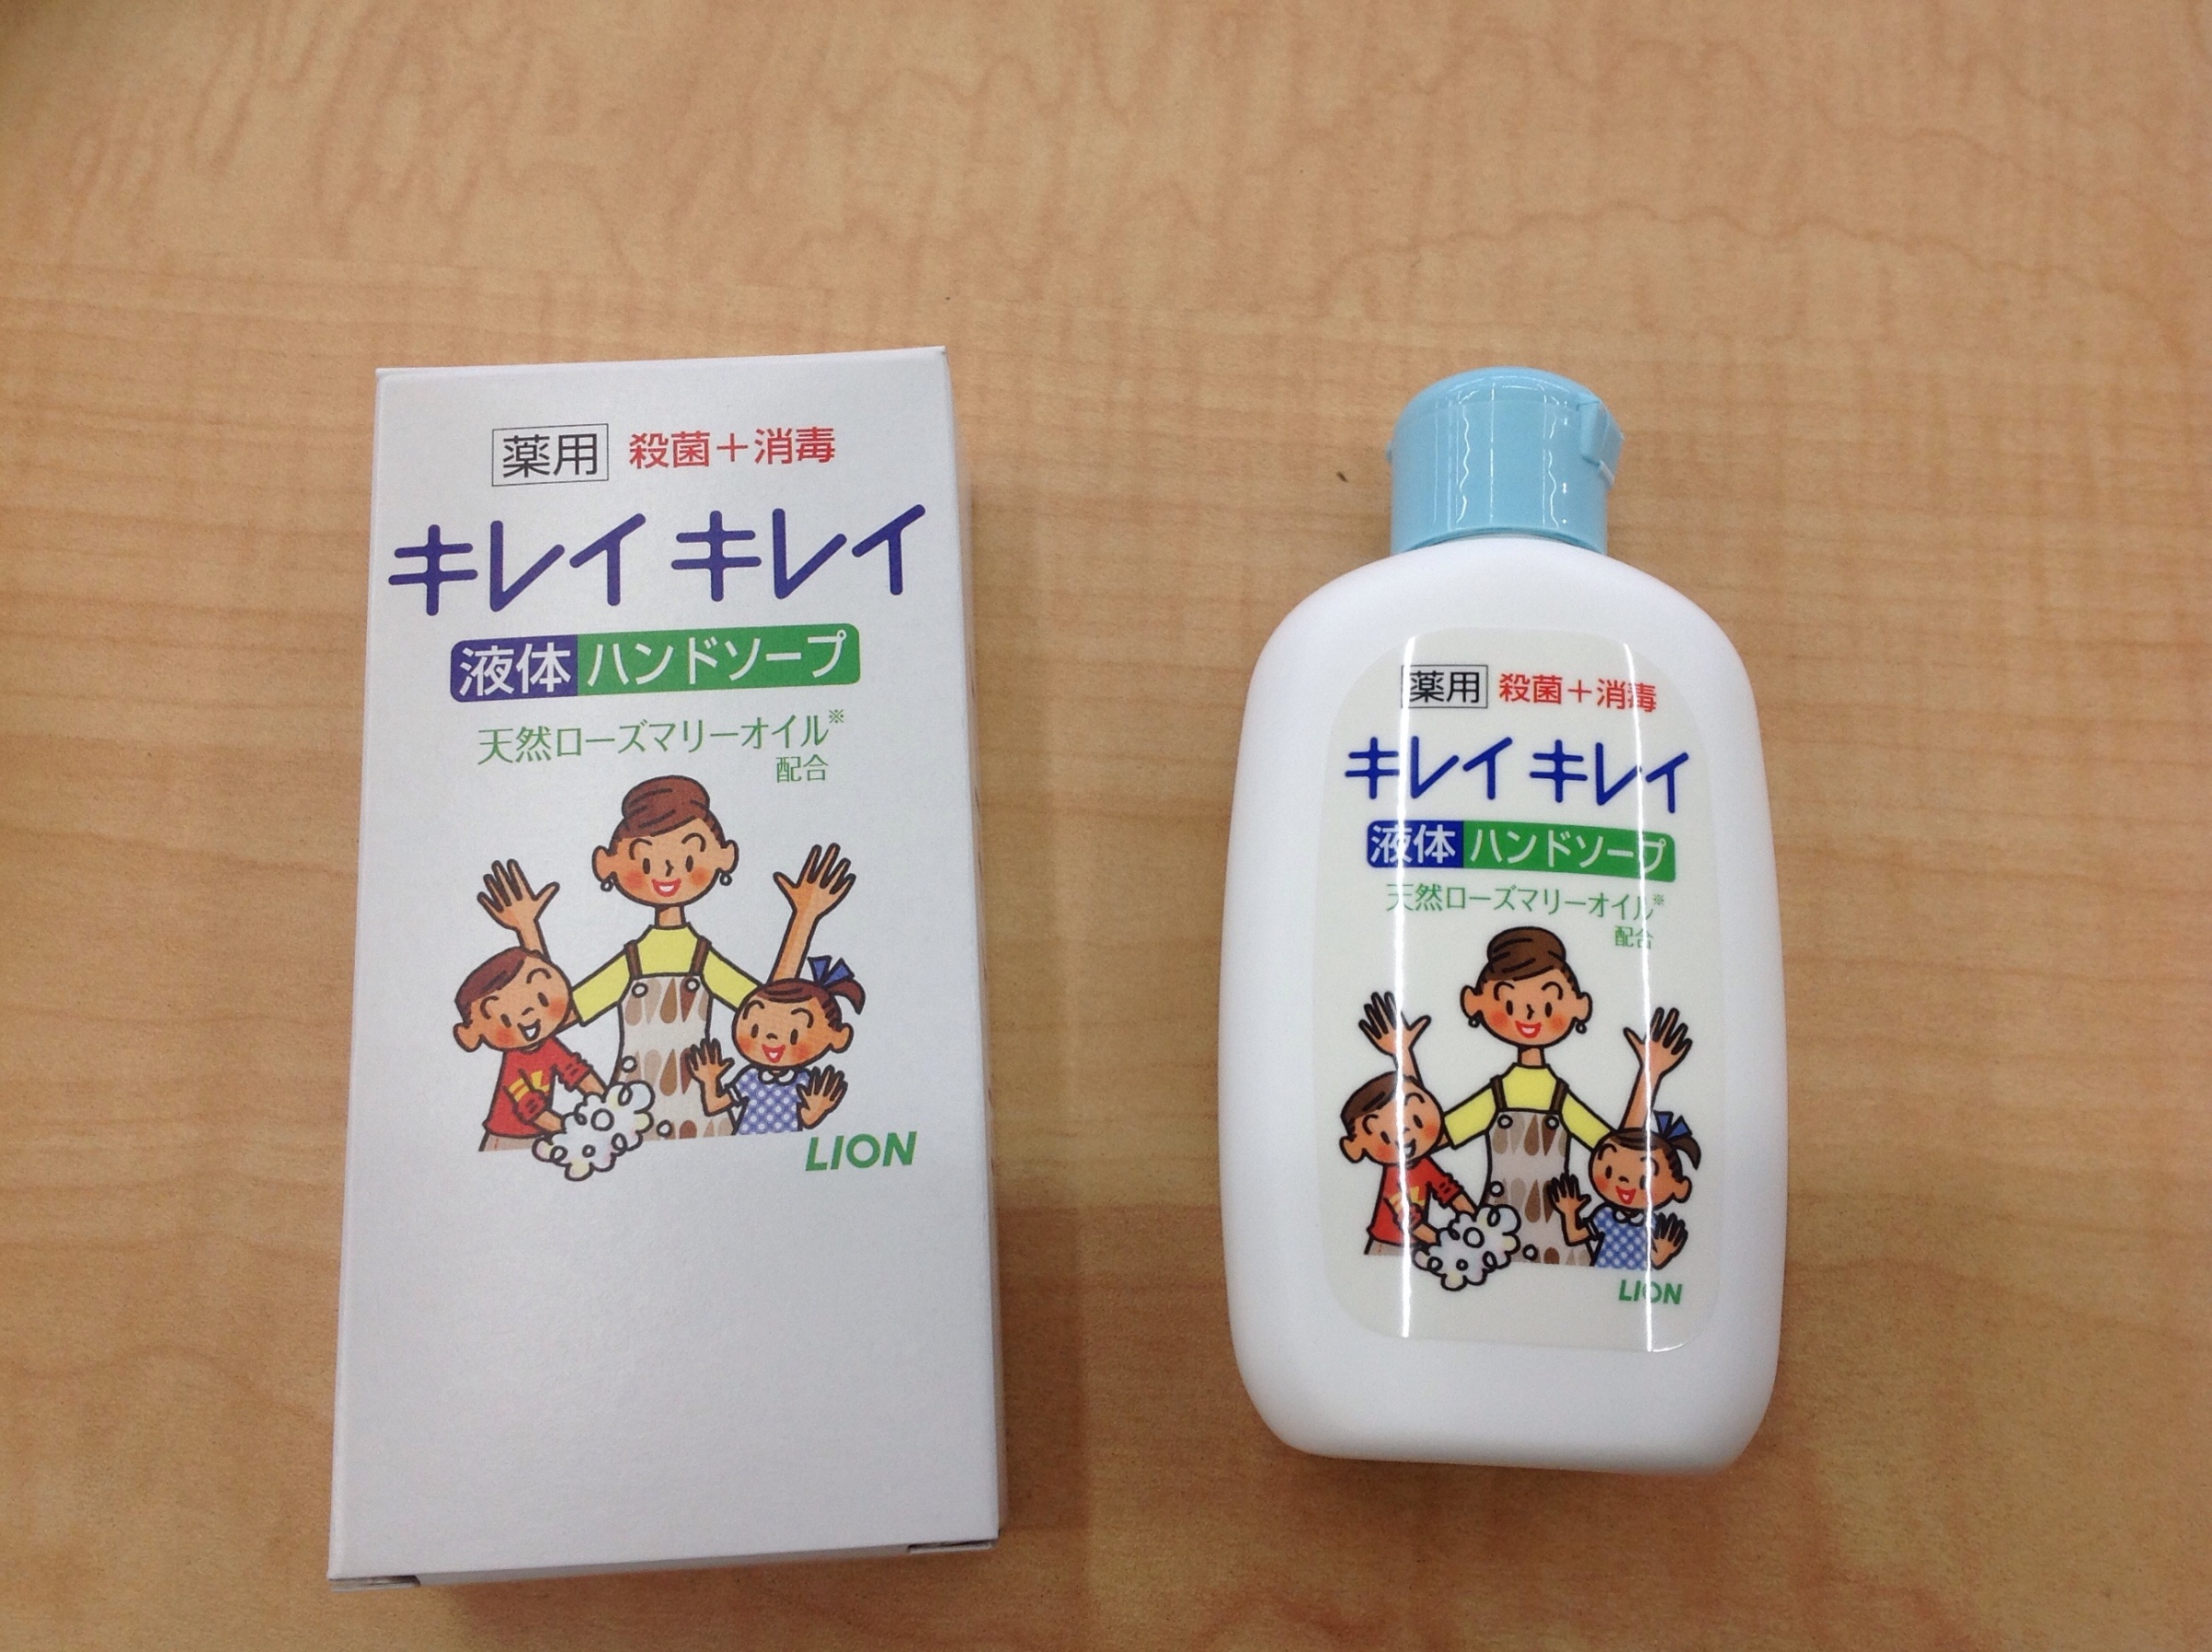 薬用 殺菌＋消毒
キレイキレイ
液体ハンドソープ
天然ローズマリーオイル※
配合
LION
薬用 殺菌＋消毒
キレイキレイ
液体ハンドソープ
天然ローズマリーオイル※
配合
LION